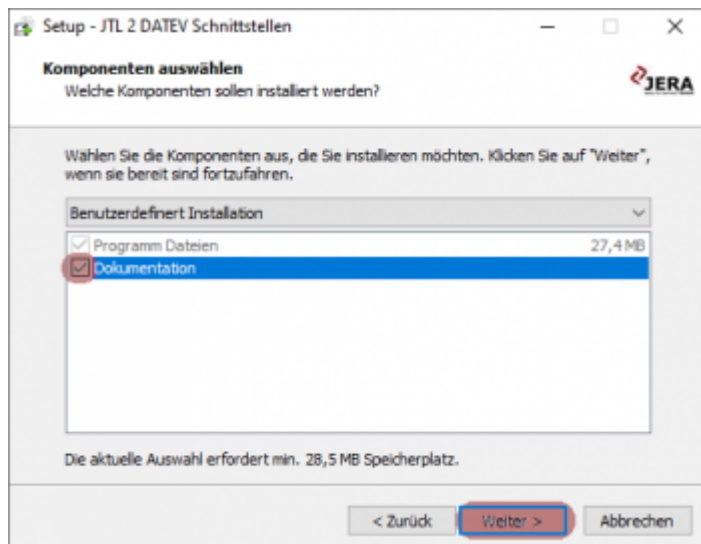 Setup - JTL 2 DATEV Schnittstellen
Komponenten auswählen
Welche Komponenten sollen installiert werden?
JERA
Wählen Sie die Komponenten aus, die Sie installieren möchten. Klicken Sie auf "Weiter",
wenn sie bereit sind fortzufahren.
Benutzerdefinert Installation
Programm Dateien 27,4 MB
Dokumentation
Die aktuelle Auswahl erfordert min. 28,5 MB Speicherplatz.
< Zurück Weiter > Abbrechen